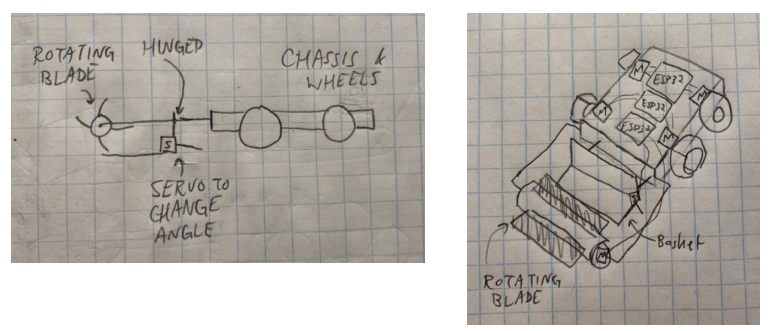 ROTATING
BLADE
HINGED
CHASSIS &
WHEELS
S
SERVO TO
CHANGE
ANGLE
M
ESP32
M
ESP32
M
ESP32
M
S
Basket
M
ROTATING
BLADE